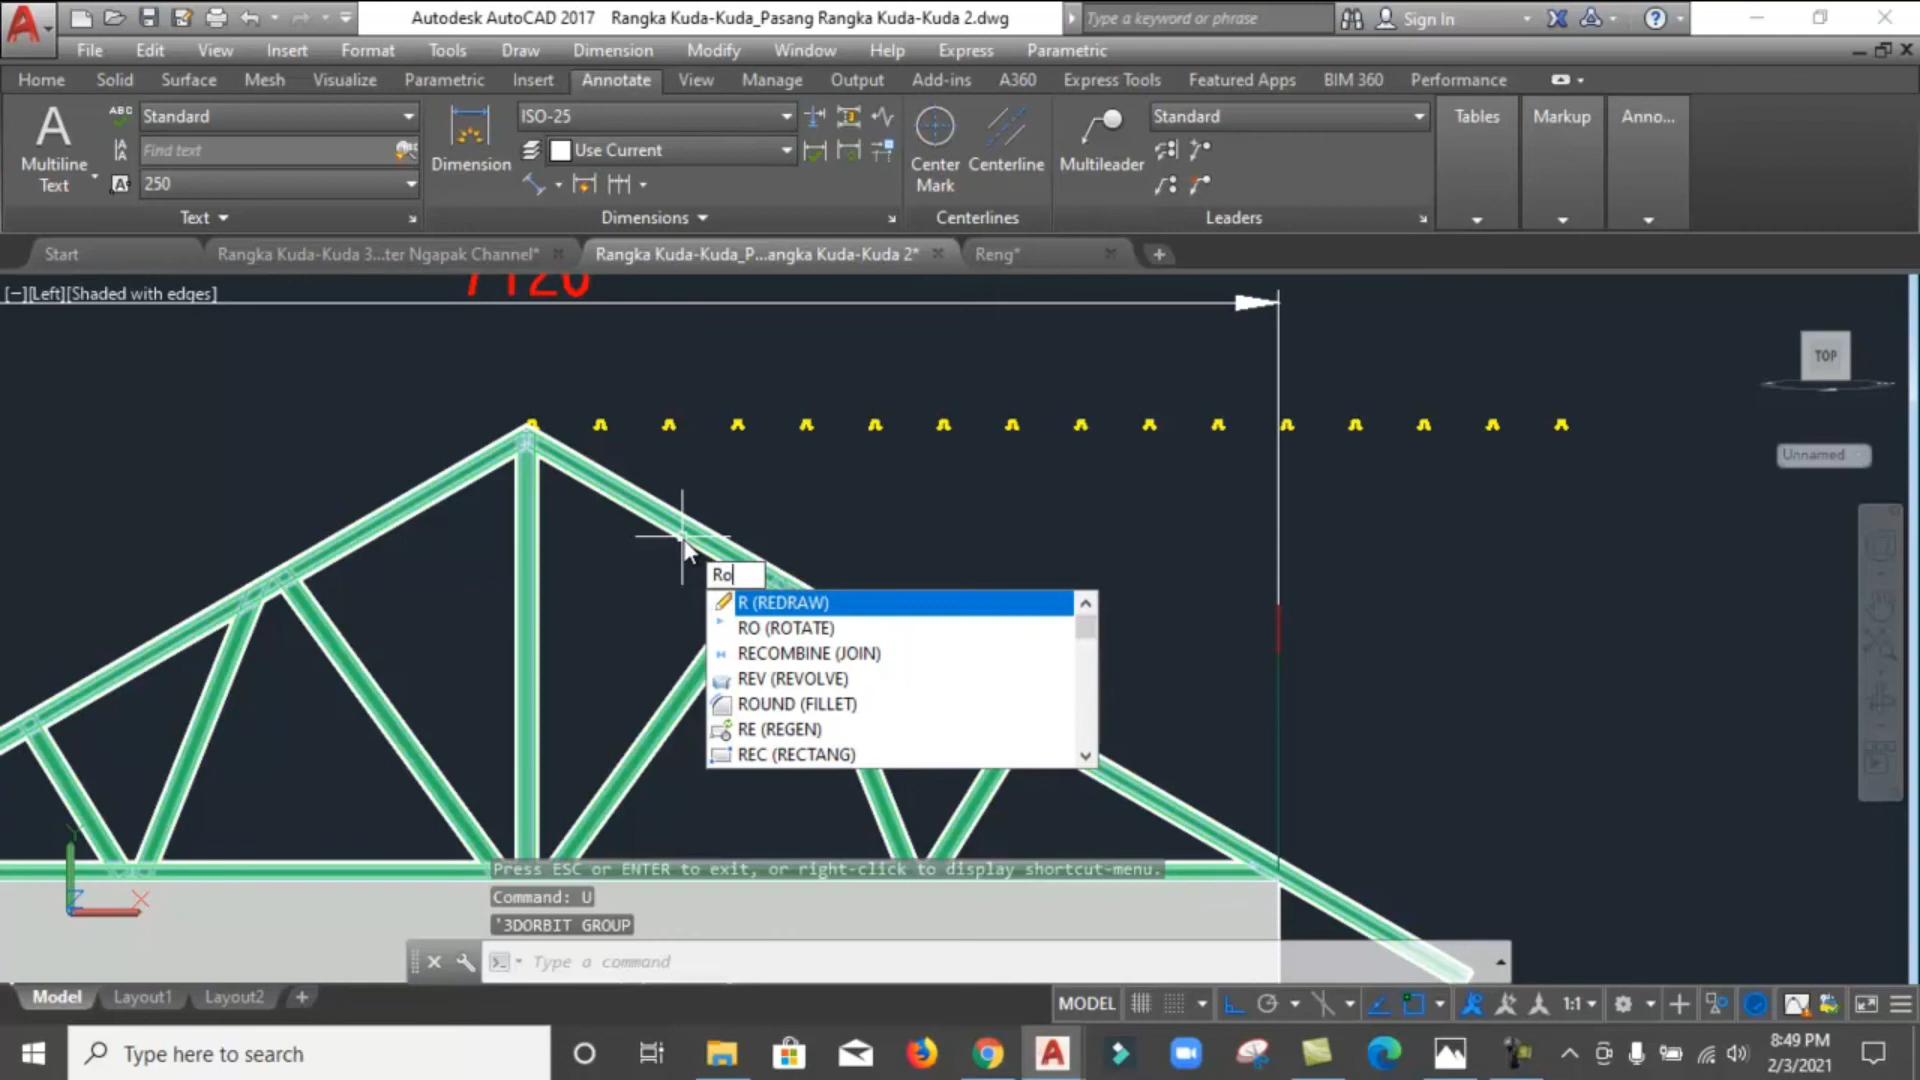 Autodesk AutoCAD 2017 Rangka Kuda-Kuda_Pasang Rangka Kuda-Kuda 2.dwg
Type a keyword or phrase
Sign In
File Edit View Insert Format Tools Draw Dimension Modify Window Help Express Parametric
Home Solid Surface Mesh Visualize Parametric Insert Annotate View Manage Output Add-ins A360 Express Tools Featured Apps BIM 360 Performance
A ABC Standard ISO-25 Standard Tables Markup Anno...
Find text Use Current
Multiline Text
Dimension
Center Mark
Centerline
Multileader
250
Text Dimensions Centerlines Leaders
Start Rangka Kuda-Kuda 3...ter Ngapak Channel* Rangka Kuda-Kuda_P...angka Kuda-Kuda 2* Reng*
[−][Left][Shaded with edges]
7120
TOP
Unnamed
Ro
R (REDRAW)
RO (ROTATE)
RECOMBINE (JOIN)
REV (REVOLVE)
ROUND (FILLET)
RE (REGEN)
REC (RECTANG)
Y
Z
X
Press ESC or ENTER to exit, or right-click to display shortcut-menu.
Command: U
'3DORBIT GROUP
Type a command
Model Layout1 Layout2
MODEL 1:1
Type here to search
8:49 PM
2/3/2021